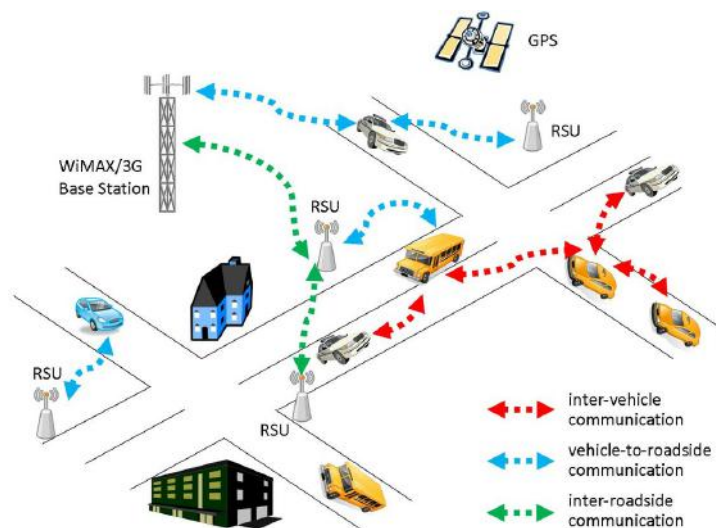 GPS
RSU
WiMAX/3G
Base Station
RSU
RSU
RSU
inter-vehicle
communication
vehicle-to-roadside
communication
inter-roadside
communication